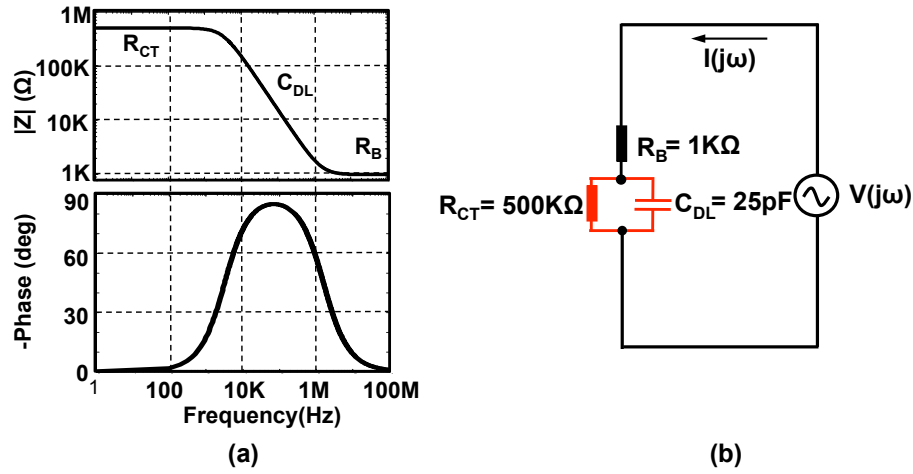 1M
100K
10K
1K
|Z| (Ω)
R_CT
C_DL
R_B
90
60
30
0
-Phase (deg)
1 100 10K 1M 100M
Frequency(Hz)
(a)
I(jω)
R_B= 1KΩ
R_CT= 500KΩ
C_DL= 25pF
V(jω)
(b)